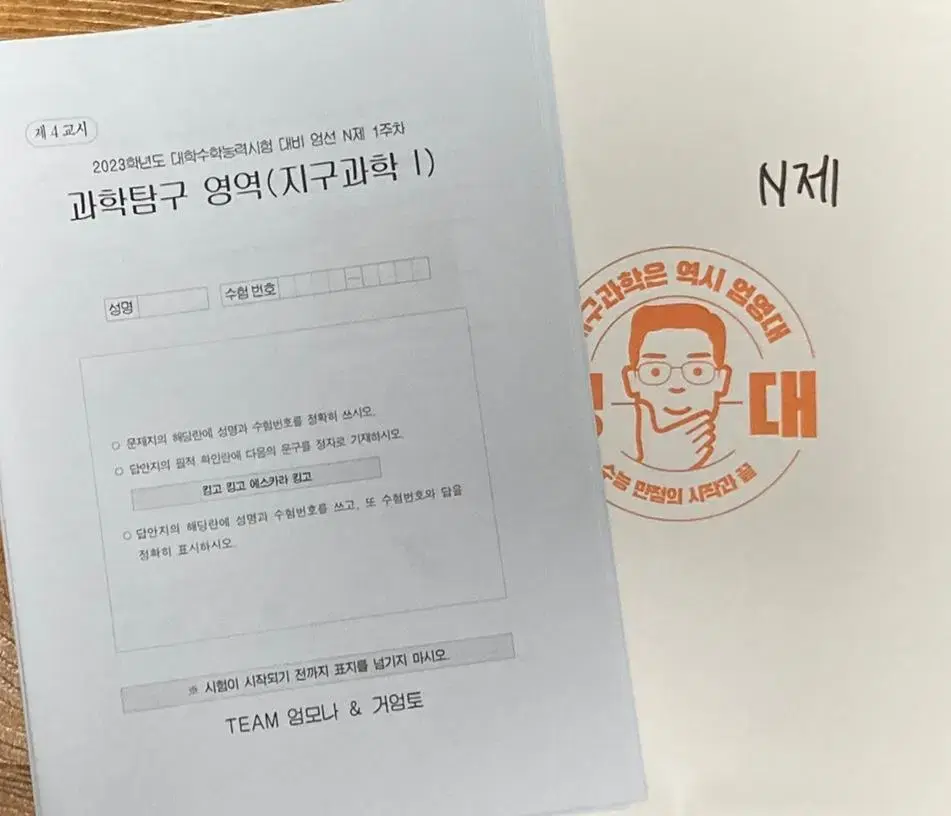 제 4 교시
2023학년도 대학수학능력시험 대비 엄선 N제 1주차
과학탐구 영역(지구과학 I)
성명
수험 번호
○ 문제지의 해당란에 성명과 수험번호를 정확히 쓰시오.
○ 답안지의 필적 확인란에 다음의 문구를 정자로 기재하시오.
킹고 킹고 에스카라 킹고
○ 답안지의 해당란에 성명과 수험번호를 쓰고, 또 수험번호와 답을
정확히 표시하시오.
※ 시험이 시작되기 전까지 표지를 넘기지 마시오.
TEAM 엄모나 & 거엄토
N제
구과학은 역시 엄영대
대
수능 만점의 시작과 끝